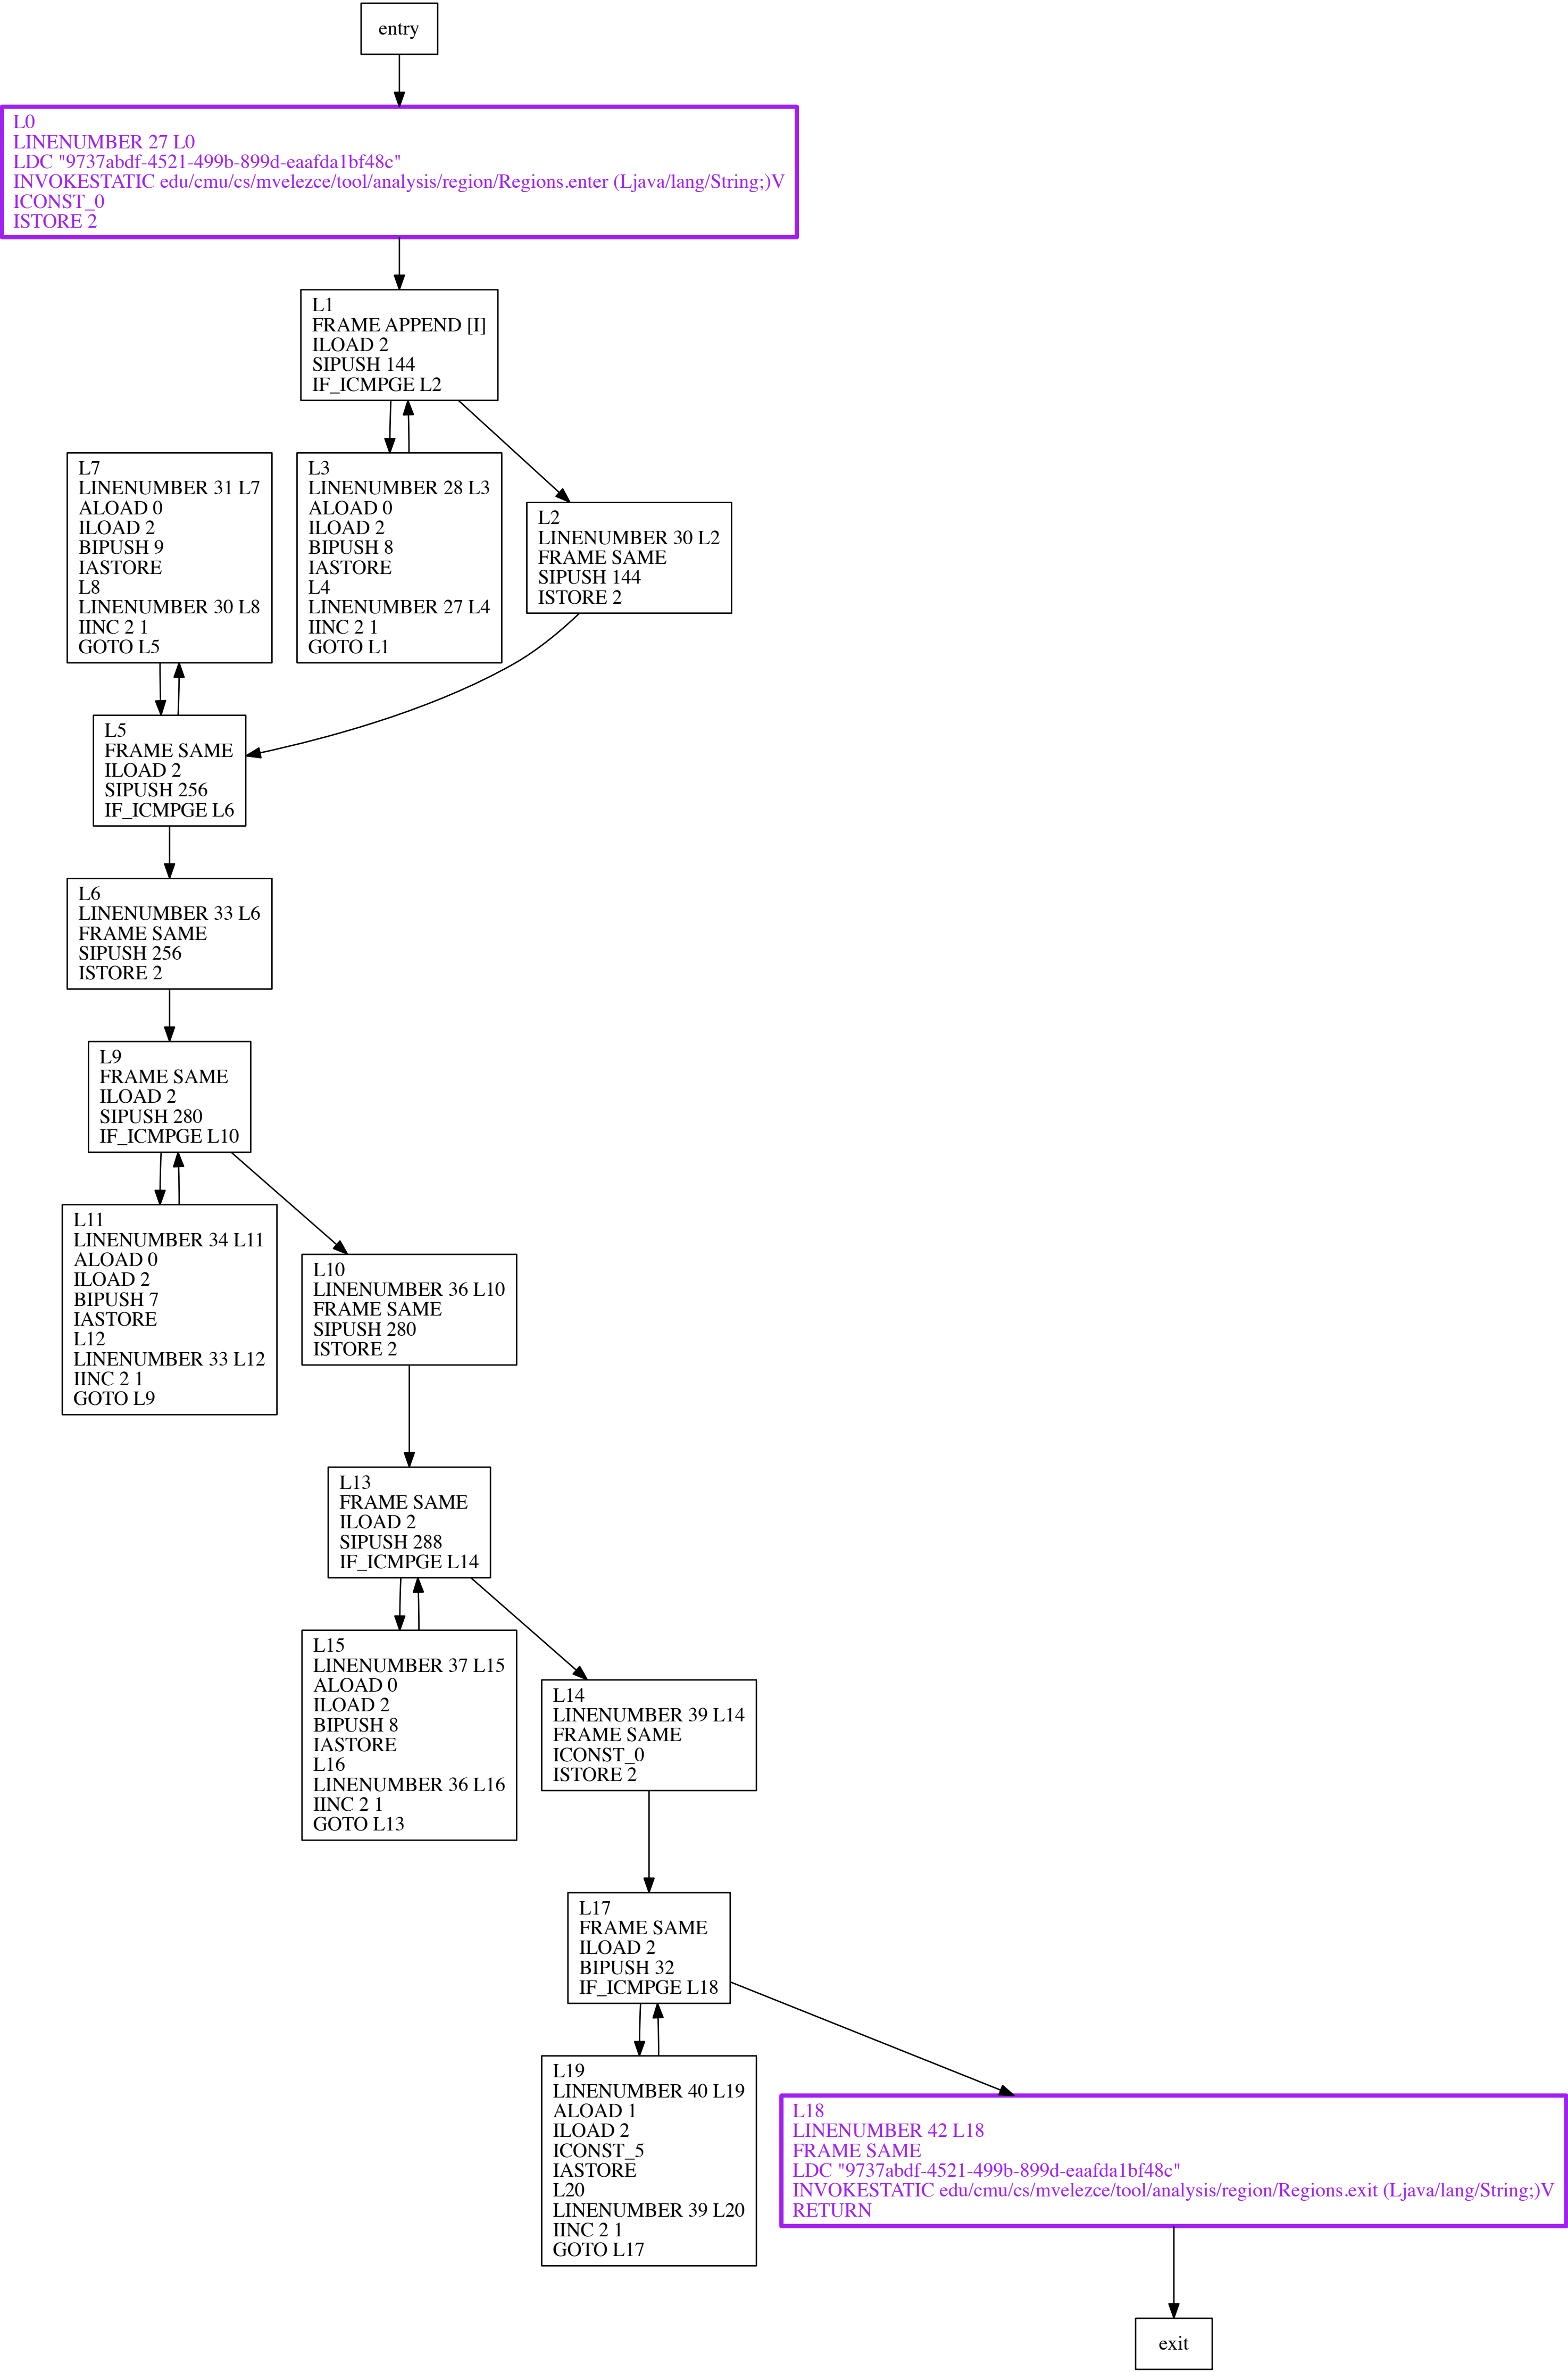 entry
L0
LINENUMBER 27 L0
LDC "9737abdf-4521-499b-899d-eaafda1bf48c"
INVOKESTATIC edu/cmu/cs/mvelezce/tool/analysis/region/Regions.enter (Ljava/lang/String;)V
ICONST_0
ISTORE 2
L1
FRAME APPEND [I]
ILOAD 2
SIPUSH 144
IF_ICMPGE L2
L7
LINENUMBER 31 L7
ALOAD 0
ILOAD 2
BIPUSH 9
IASTORE
L8
LINENUMBER 30 L8
IINC 2 1
GOTO L5
L3
LINENUMBER 28 L3
ALOAD 0
ILOAD 2
BIPUSH 8
IASTORE
L4
LINENUMBER 27 L4
IINC 2 1
GOTO L1
L2
LINENUMBER 30 L2
FRAME SAME
SIPUSH 144
ISTORE 2
L5
FRAME SAME
ILOAD 2
SIPUSH 256
IF_ICMPGE L6
L6
LINENUMBER 33 L6
FRAME SAME
SIPUSH 256
ISTORE 2
L9
FRAME SAME
ILOAD 2
SIPUSH 280
IF_ICMPGE L10
L11
LINENUMBER 34 L11
ALOAD 0
ILOAD 2
BIPUSH 7
IASTORE
L12
LINENUMBER 33 L12
IINC 2 1
GOTO L9
L10
LINENUMBER 36 L10
FRAME SAME
SIPUSH 280
ISTORE 2
L13
FRAME SAME
ILOAD 2
SIPUSH 288
IF_ICMPGE L14
L15
LINENUMBER 37 L15
ALOAD 0
ILOAD 2
BIPUSH 8
IASTORE
L16
LINENUMBER 36 L16
IINC 2 1
GOTO L13
L14
LINENUMBER 39 L14
FRAME SAME
ICONST_0
ISTORE 2
L17
FRAME SAME
ILOAD 2
BIPUSH 32
IF_ICMPGE L18
L19
LINENUMBER 40 L19
ALOAD 1
ILOAD 2
ICONST_5
IASTORE
L20
LINENUMBER 39 L20
IINC 2 1
GOTO L17
L18
LINENUMBER 42 L18
FRAME SAME
LDC "9737abdf-4521-499b-899d-eaafda1bf48c"
INVOKESTATIC edu/cmu/cs/mvelezce/tool/analysis/region/Regions.exit (Ljava/lang/String;)V
RETURN
exit